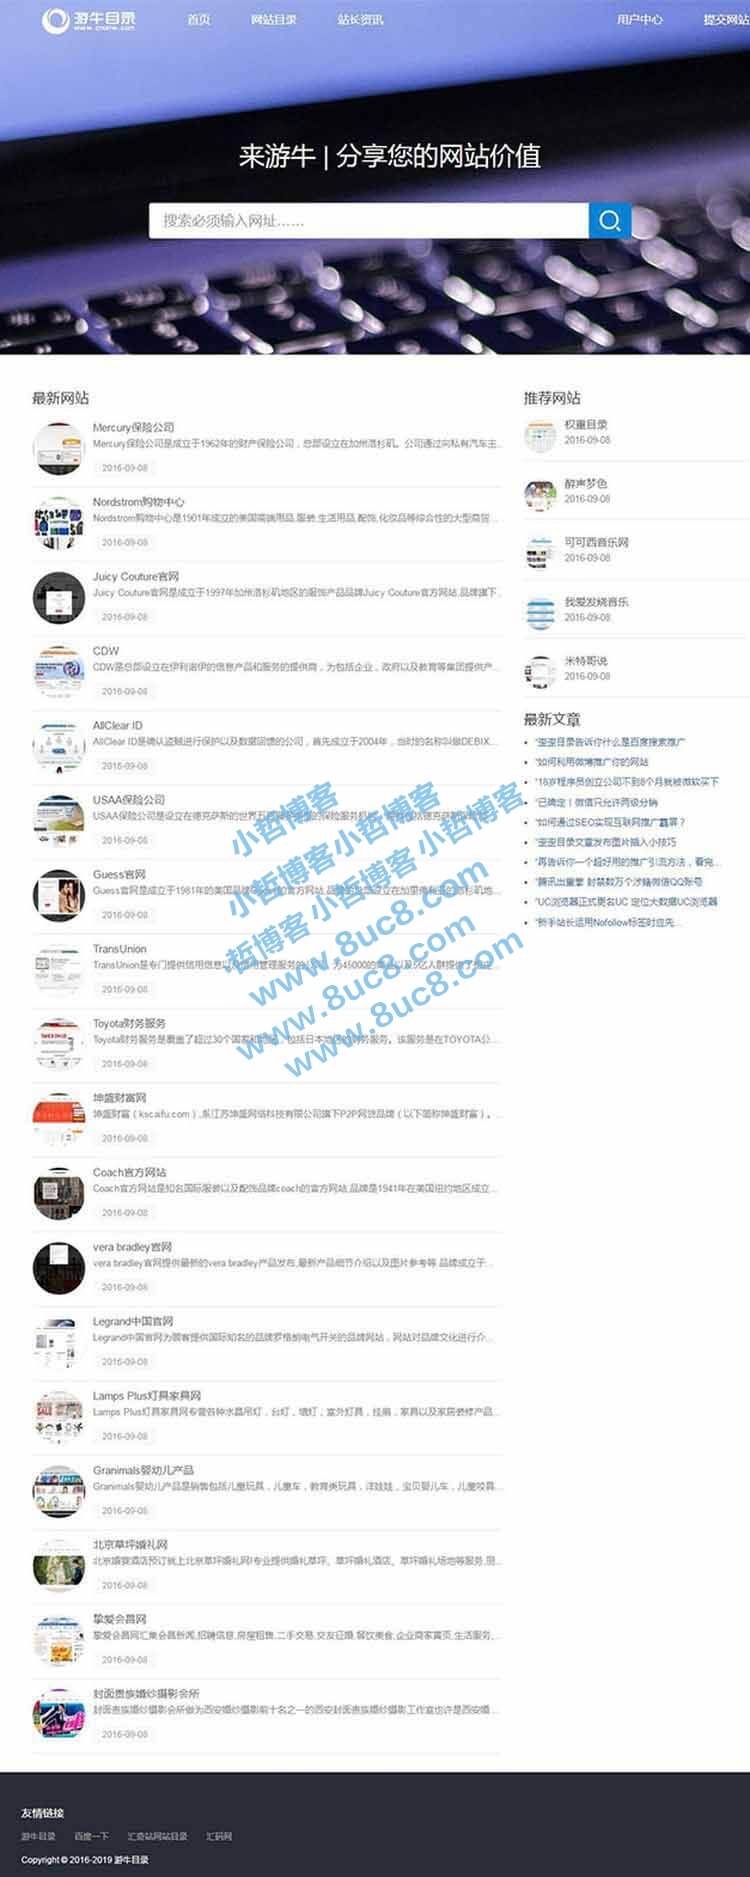 游牛目录
首页 网站目录 站长资讯 用户中心 提交网站
来游牛 | 分享您的网站价值
搜索必须输入网址……
最新网站
Mercury保险公司
Mercury保险公司是成立于1962年的财产保险公司，总部设立在加州洛杉矶。公司通过向私有汽车主...
2016-09-08
Nordstrom购物中心
Nordstrom购物中心是1901年成立的美国高端用品,服装,生活用品,配饰,化妆品等综合性的大型商贸...
2016-09-08
Juicy Couture官网
Juicy Couture官网是成立于1997年加州洛杉矶地区的服饰产品品牌Juicy Couture官方网站,品牌旗下...
2016-09-08
CDW
CDW是总部设立在伊利诺伊的信息产品和服务的提供商，为包括企业，政府以及教育等集团提供产...
2016-09-08
AllClear ID
AllClear ID是确认盗贼进行保护以及数据回馈的公司，首先成立于2004年，当时的名称叫做DEBIX...
2016-09-08
USAA保险公司
USAA保险公司是设立在德克萨斯的世界五
2016-09-08
Guess官网
Guess官网是成立于1981年的美国品牌
2016-09-08
TransUnion
TransUnion是专门提供信用信息以
2016-09-08
Toyota财务服务
Toyota财务服务是覆盖了超过30个国家和地区，包括日本地区的财务服务。该服务是在TOYOTA公...
2016-09-08
坤盛财富网
坤盛财富（kscaifu.com）,系江苏坤盛网络科技有限公司旗下P2P网贷品牌（以下简称坤盛财富）。...
2016-09-08
Coach官方网站
Coach官方网站是知名国际服装以及配饰品牌coach的官方网站,品牌是1941年在美国纽约地区成立...
2016-09-08
vera bradley官网
vera bradley官网提供最新的vera bradley产品发布,最新产品细节介绍以及图片参考等.品牌成立于...
2016-09-08
Legrand中国官网
Legrand中国官网为顾客提供国际知名的品牌罗格朗电气开关的品牌网站，网站对品牌文化进行介...
2016-09-08
Lamps Plus灯具家具网
Lamps Plus灯具家具网专营各种水晶吊灯，台灯，墙灯，室外灯具，挂扇，家具以及家居装修产品...
2016-09-08
Granimals婴幼儿产品
Granimals婴幼儿产品是销售包括儿童玩具，儿童车，教育类玩具，洋娃娃，宝贝婴儿车，儿童咬具...
2016-09-08
北京草坪婚礼网
北京婚宴酒店预订就上北京草坪婚礼网!专业提供婚礼草坪、草坪婚礼酒店、草坪婚礼场地等服务,限...
2016-09-08
挚爱会昌网
挚爱会昌网汇集会昌新闻,招聘信息,房屋租售,二手交易,交友征婚,餐饮美食,企业商家黄页,生活服务,...
2016-09-08
封面贵族婚纱摄影会所
封面贵族婚纱摄影会所做为西安婚纱摄影前十名之一的西安封面贵族婚纱摄影工作室也许是西安婚...
2016-09-08
推荐网站
权重目录
2016-09-08
醉声梦色
2016-09-08
可可西音乐网
2016-09-08
我爱发烧音乐
2016-09-08
米特哥说
2016-09-08
最新文章
"歪歪目录告诉你什么是百度搜索推广
"如何利用微博推广你的网站
"18岁程序员创立公司不到8个月就被微软买下
"已确定丨微信只允许两级分销
"如何通过SEO实现互联网推广霸屏？
"歪歪目录文章发布图片插入小技巧
"再告诉你一个超好用的推广引流方法，看完...
"腾讯出重拳 封禁数万个涉赌微信QQ账号
"UC浏览器正式更名UC 定位大数据UC浏览器
"新手站长运用Nofollow标签时应先...
小哲博客小哲博客小哲博客
小哲博客小哲博客
哲博客 小哲博客
www.8uc8.com
www.8uc8.com
www.8uc8.com
友情链接
游牛目录 百度一下 汇奇站网站目录 汇码网
Copyright © 2016-2019 游牛目录